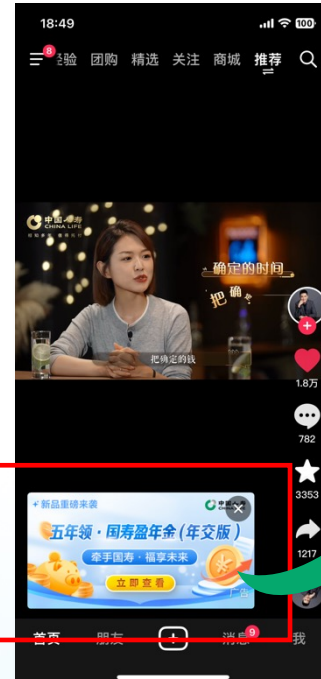 18:49
100
8
经验 团购 精选 关注 商城 推荐
中国人寿
CHINA LIFE
确定的时间
把确
把确定的钱
1.8万
782
3353
1217
新品重磅来袭
中国人寿
五年领·国寿盈年金(年交版)
牵手国寿·福享未来
立即查看
广告
首页 朋友 消息 9 我